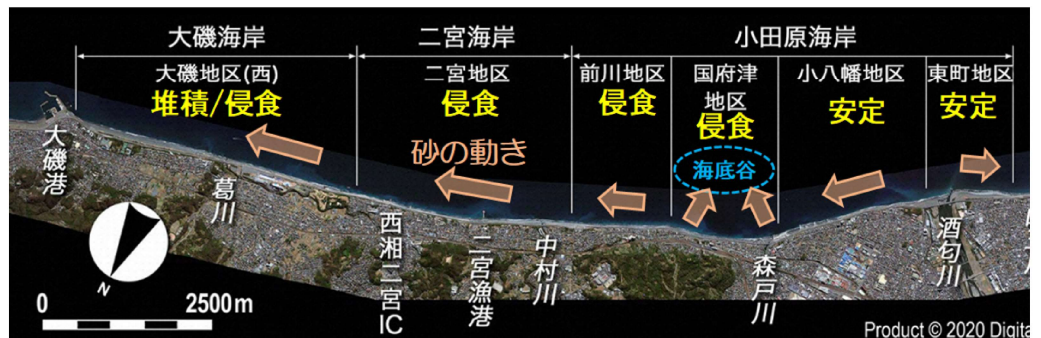 大磯海岸
二宮海岸
小田原海岸
大磯地区(西)
堆積/侵食
二宮地区
侵食
前川地区
侵食
国府津
地区
侵食
小八幡地区
安定
東町地区
安定
砂の動き
海底谷
大磯港
葛川
西湘二宮IC
二宮漁港
中村川
森戸川
酒匂川
N
0 2500m
Product © 2020 Digita